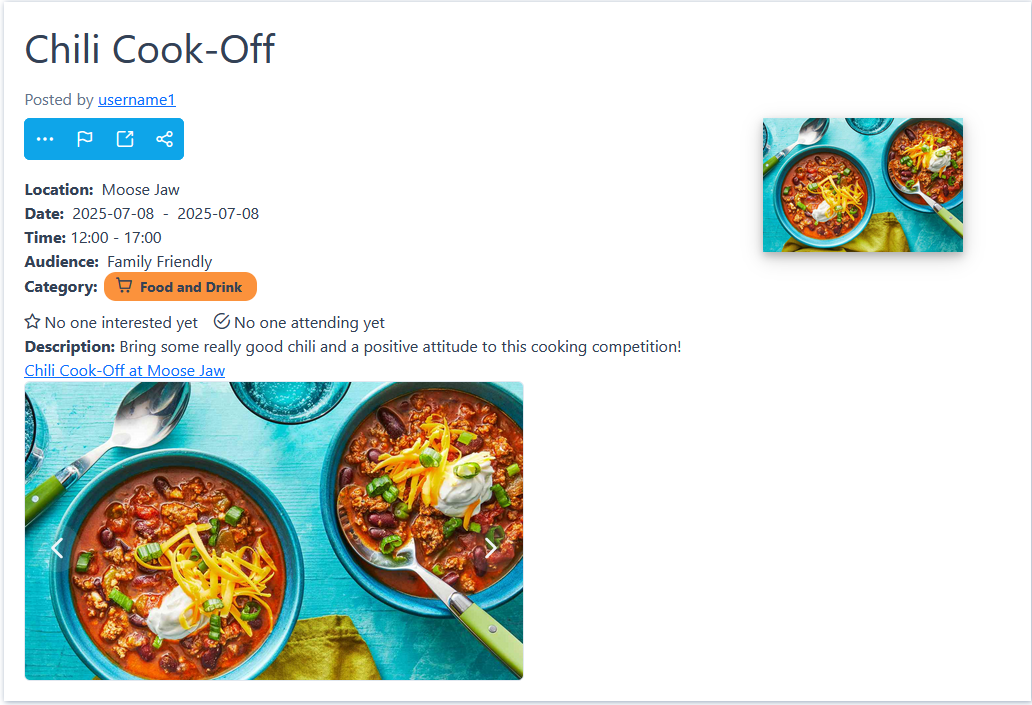 Chili Cook-Off
Posted by username1
Location: Moose Jaw
Date: 2025-07-08 - 2025-07-08
Time: 12:00 - 17:00
Audience: Family Friendly
Category: Food and Drink
No one interested yet No one attending yet
Description: Bring some really good chili and a positive attitude to this cooking competition!
Chili Cook-Off at Moose Jaw